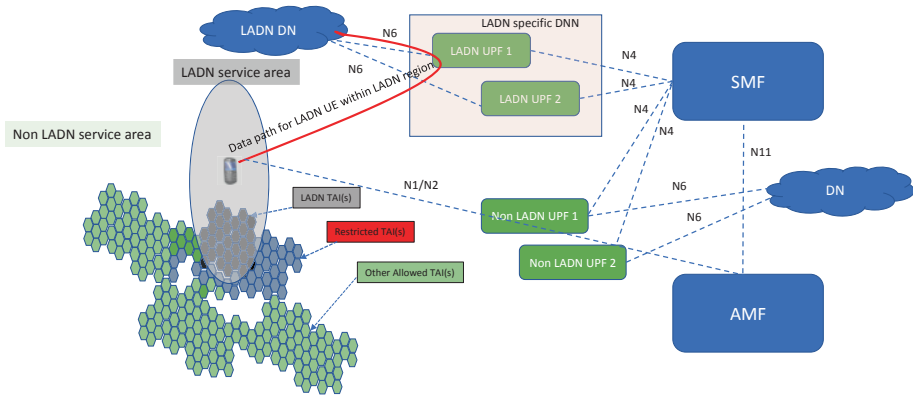 LADN DN
N6
N6
LADN specific DNN
LADN UPF 1
LADN UPF 2
N4
N4
N4
N4
SMF
LADN service area
Data path for LADN UE within LADN region
Non LADN service area
N11
N1/N2
N6
N6
DN
LADN TAI(s)
Restricted TAI(s)
Other Allowed TAI(s)
Non LADN UPF 1
Non LADN UPF 2
AMF